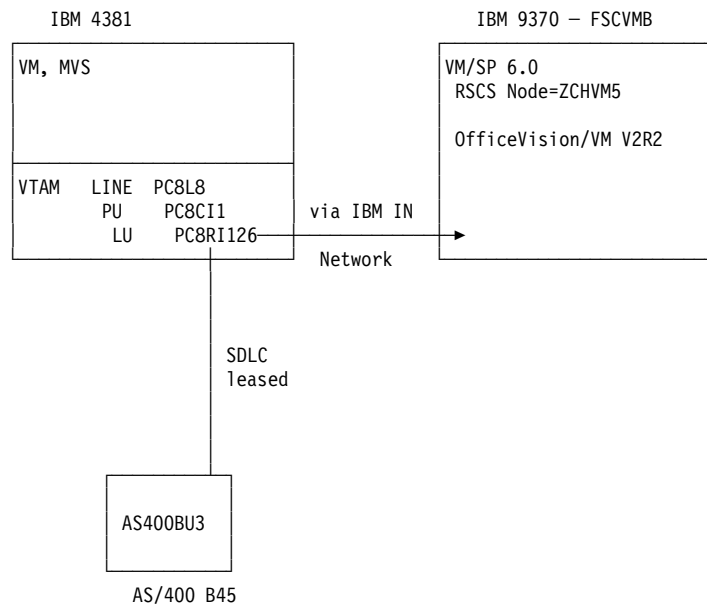 IBM 4381
IBM 9370 — FSCVMB
VM, MVS
VM/SP 6.0
RSCS Node=ZCHVM5
OfficeVision/VM V2R2
VTAM LINE PC8L8
PU PC8CI1
LU PC8RI126
via IBM IN
Network
SDLC
leased
AS400BU3
AS/400 B45